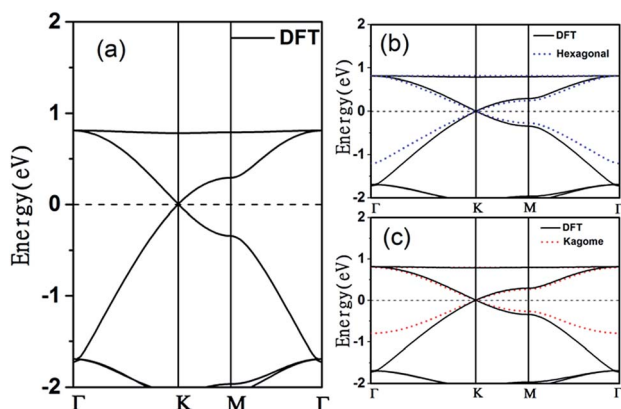 (a)
DFT
Energy(eV)
2
1
0
-1
-2
Γ K M Γ
(b)
DFT
Hexagonal
Energy(eV)
2
1
0
-1
-2
Γ K M Γ
(c)
DFT
Kagome
Energy(eV)
2
1
0
-1
-2
Γ K M Γ